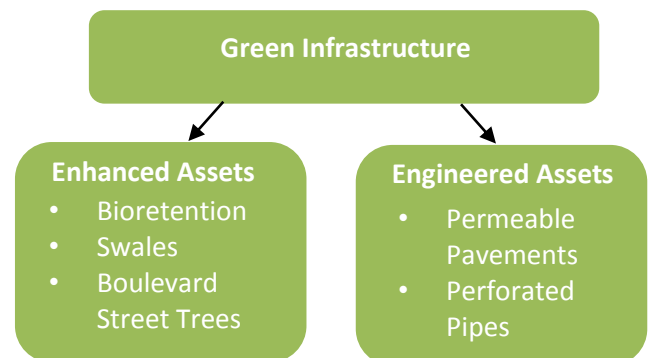 Green Infrastructure
Enhanced Assets
• Bioretention
• Swales
• Boulevard
Street Trees
Engineered Assets
• Permeable
Pavements
• Perforated
Pipes